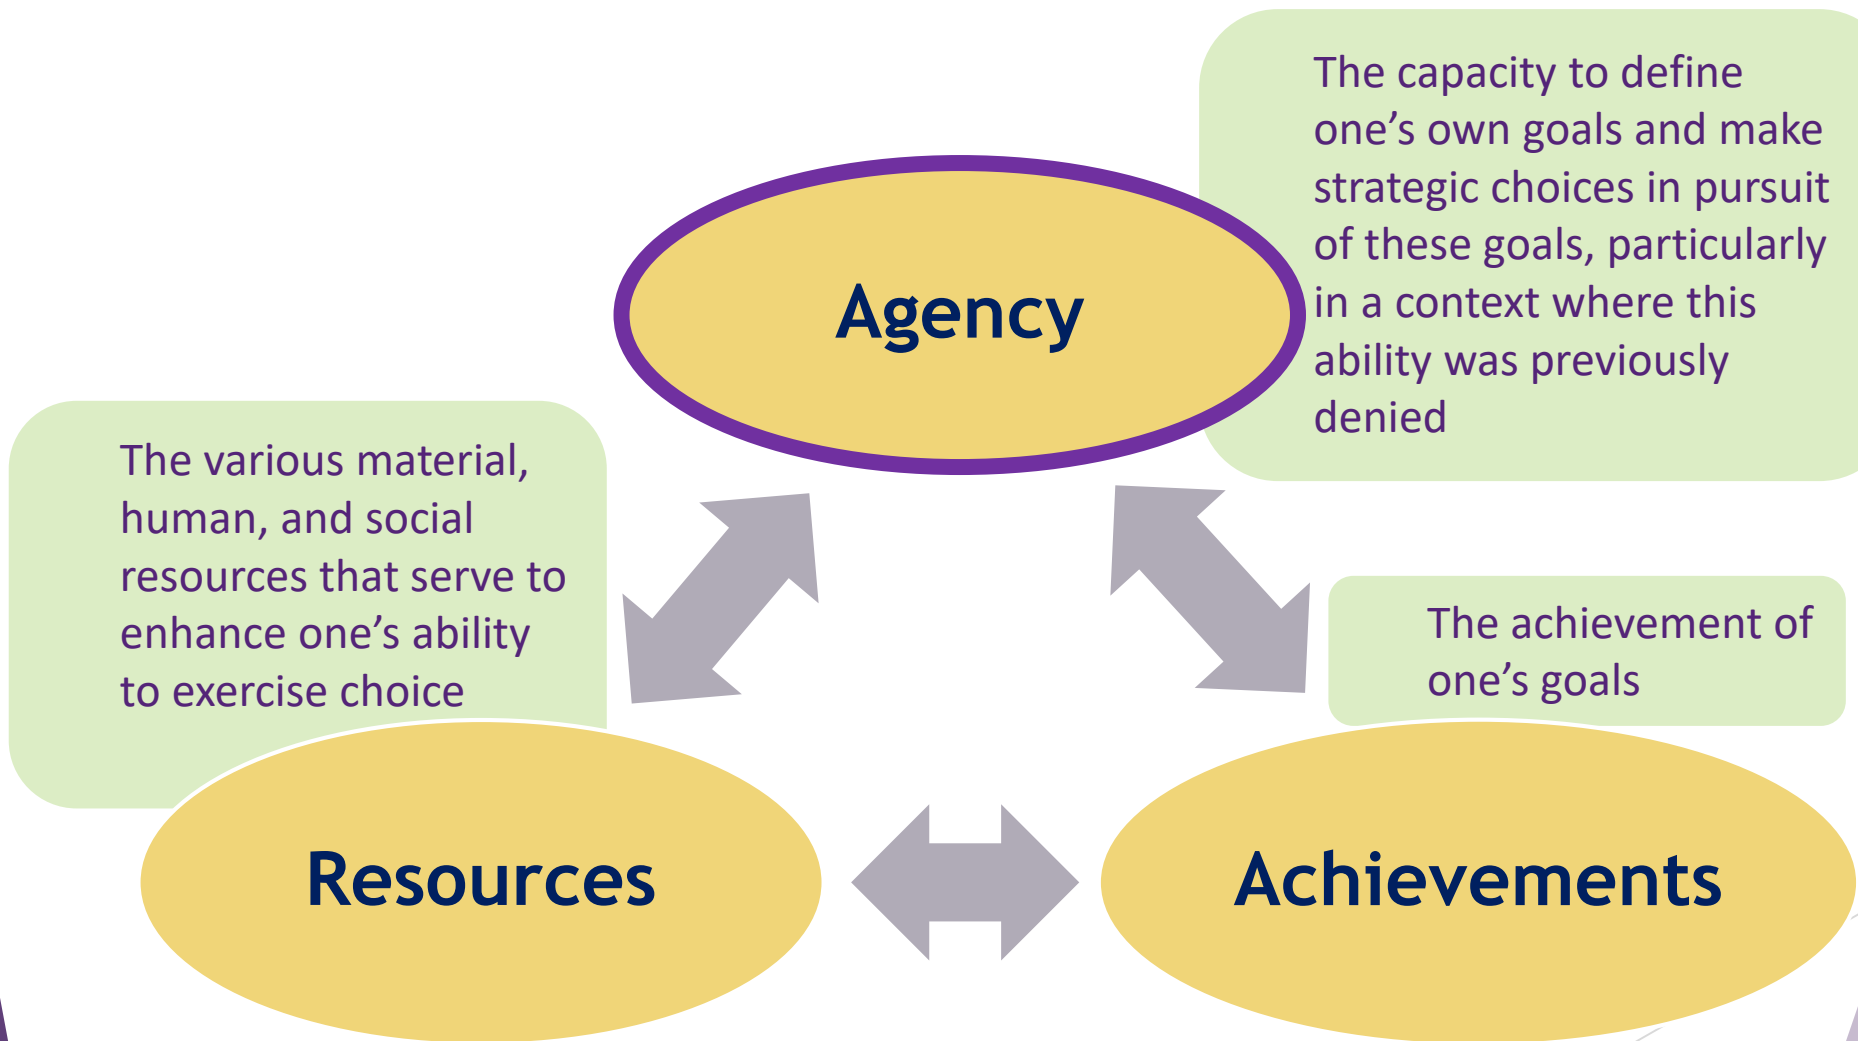 The capacity to define
one’s own goals and make
strategic choices in pursuit
of these goals, particularly
in a context where this
ability was previously
denied
Agency
The various material,
human, and social
resources that serve to
enhance one’s ability
to exercise choice
The achievement of
one’s goals
Resources
Achievements